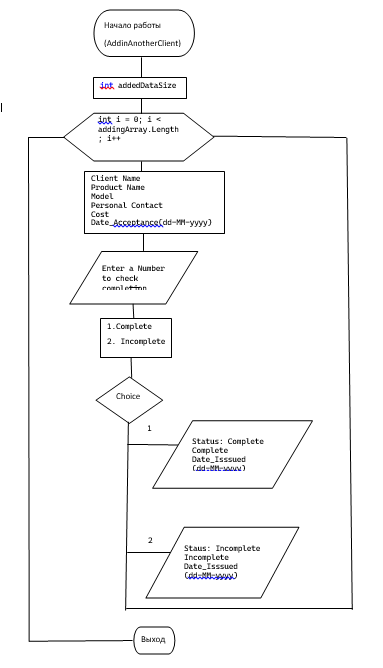 Начало работы
(AddinAnotherClient)
int addedDataSize
int i = 0; i <
addingArray.Length
; i++
Client Name
Product Name
Model
Personal Contact
Cost
Date_Acceptance(dd-MM-yyyy)
Enter a Number
to check
completion
1.Complete
2. Incomplete
Choice
1
Status: Complete
Complete
Date_Isssued
(dd-MM-yyyy)
2
Staus: Incomplete
Incomplete
Date_Isssued
(dd-MM-yyyy)
Выход